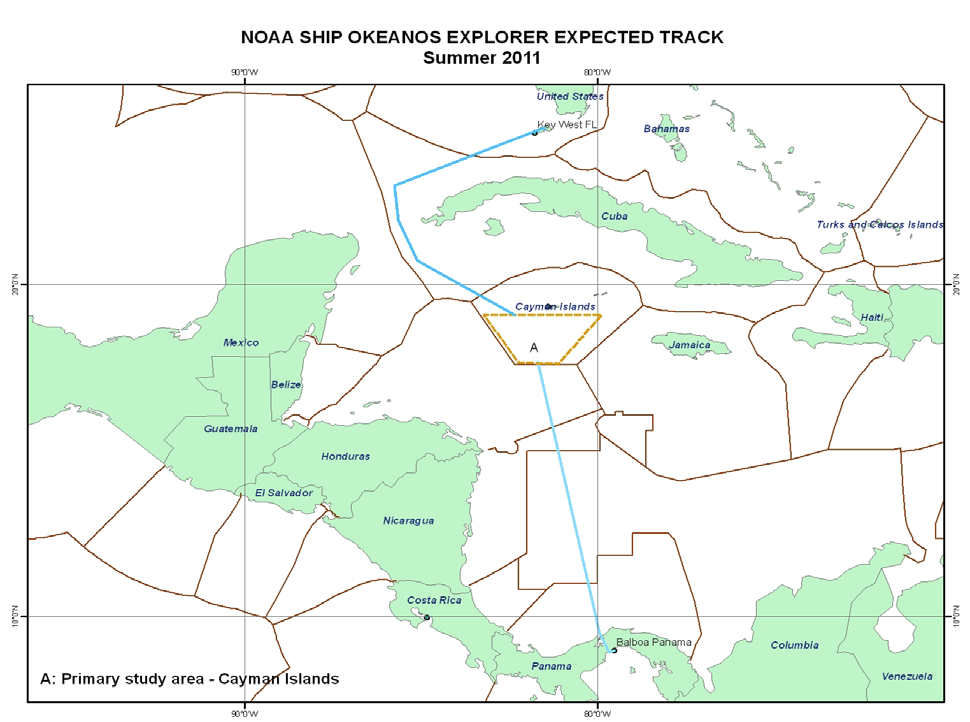 NOAA SHIP OKEANOS EXPLORER EXPECTED TRACK
Summer 2011
90°0'W 80°0'W
United States
Key West FL
Bahamas
Cuba
Turks and Caicos Islands
20°0'N 20°0'N
Cayman Islands
Haiti
Mexico
A
Jamaica
Belize
Guatemala
Honduras
El Salvador
Nicaragua
Costa Rica
10°0'N 10°0'N
Balboa Panama
Columbia
Panama
Venezuela
A: Primary study area - Cayman Islands
90°0'W 80°0'W